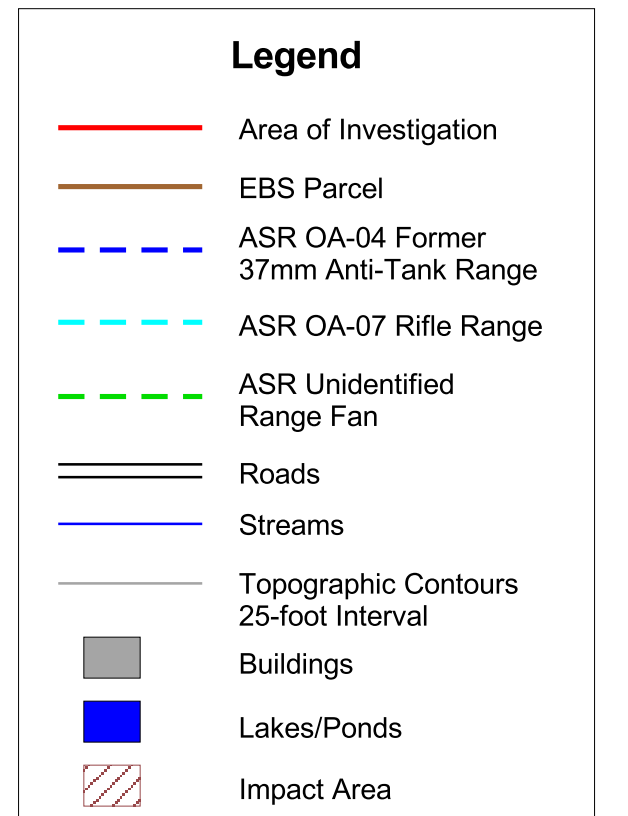 Legend
Area of Investigation
EBS Parcel
ASR OA-04 Former
37mm Anti-Tank Range
ASR OA-07 Rifle Range
ASR Unidentified
Range Fan
Roads
Streams
Topographic Contours
25-foot Interval
Buildings
Lakes/Ponds
Impact Area